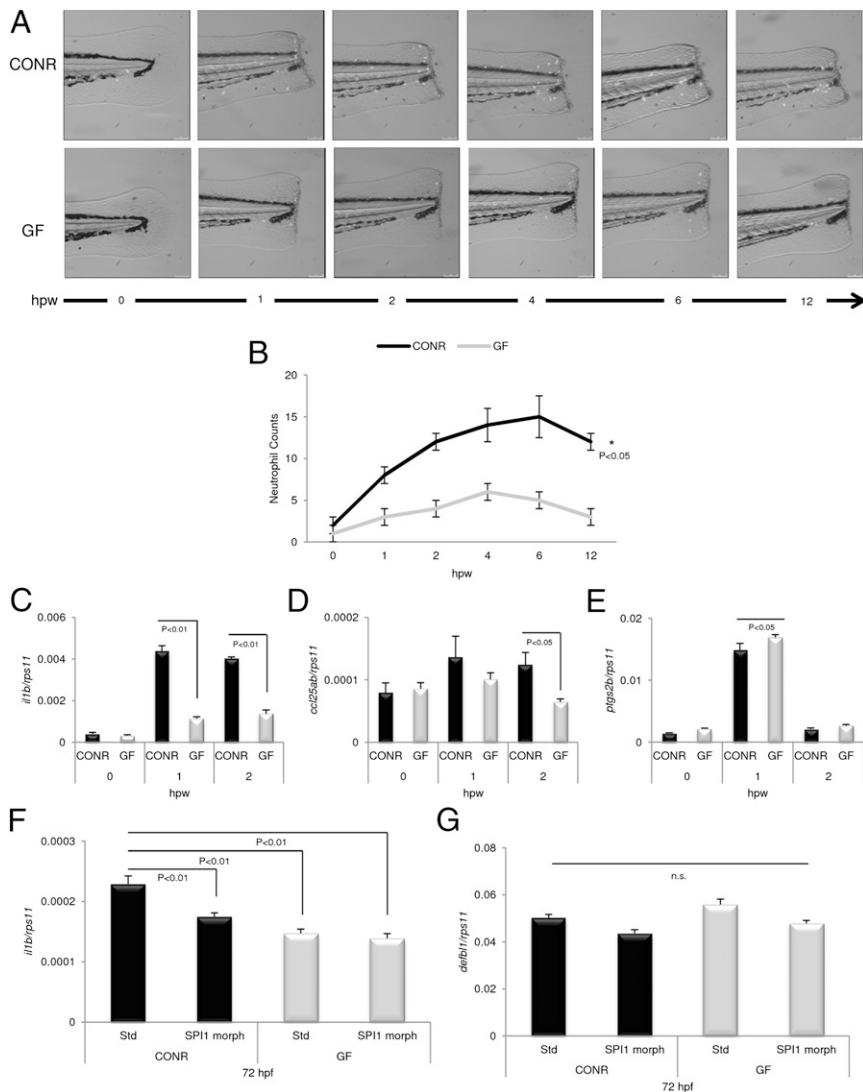 A
CONR
GF
hpw 0 1 2 4 6 12
B
CONR GF
20
15
10
5
0
Neutrophil Counts
* 
P<0.05
0 1 2 4 6 12
hpw
C
0.006
0.004
0.002
0
il1b/rps11
P<0.01
P<0.01
CONR GF CONR GF CONR GF
0 1 2
hpw
D
0.0002
0.0001
0
ccl25ab/rps11
P<0.05
CONR GF CONR GF CONR GF
0 1 2
hpw
E
0.02
0.01
0
ptgs2b/rps11
P<0.05
CONR GF CONR GF CONR GF
0 1 2
hpw
F
0.0003
0.0002
0.0001
0
il1b/rps11
P<0.01
P<0.01
P<0.01
Std SPI1 morph Std SPI1 morph
CONR GF
72 hpf
G
0.08
0.06
0.04
0.02
0
defbl1/rps11
n.s.
Std SPI1 morph Std SPI1 morph
CONR GF
72 hpf